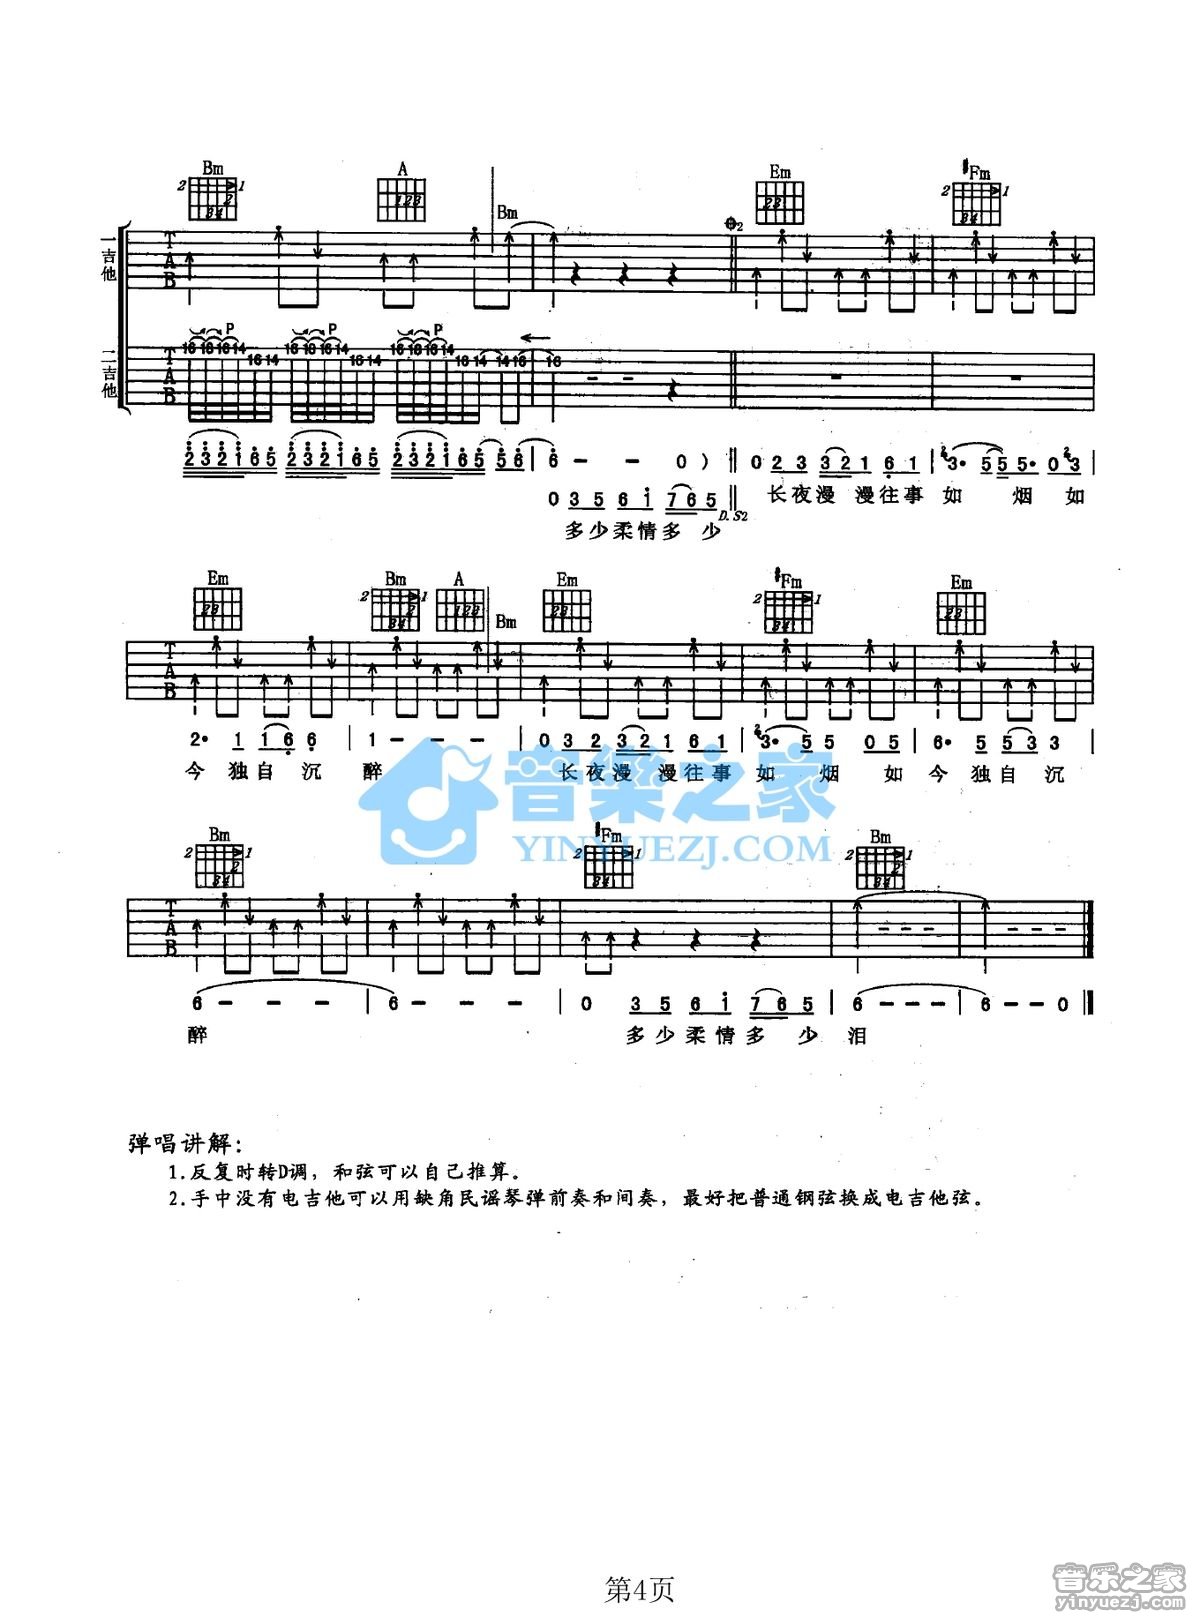 Bm A Bm Em #Fm
一吉他 TAB
P P P
二吉他 TAB 16 16 16 14 16 14 16 16 16 14 16 14 16 16 16 14 16 14 14 16 16
2 3 2 1 6 5 2 3 2 1 6 5 2 3 2 1 6 5 5 6 | 6 - - 0 ) || 0 2 3 3 2 1 6 1 | 3· 5 5 5· 0 3 |
长夜漫 漫往事 如 烟 如
0 3 5 6 i 7 6 5 D.S2
多少柔情多 少
Em Bm A Bm Em #Fm Em
TAB
2· 1 1 6 6 | 1 - - - | 0 3 2 3 2 1 6 1 | 3· 5 5 0 5 | 6· 5 5 3 3 |
今 独自 沉 醉 长夜漫 漫往事 如 烟 如 今 独自 沉
音樂之家
YINYUEZJ.COM
Bm #Fm Bm
TAB
6 - - - | 6 - - - | 0 3 5 6 i 7 6 5 | 6 - - - | 6 - - 0 ||
醉 多少柔情多 少 泪
弹唱讲解：
1.反复时转D调，和弦可以自己推算。
2.手中没有电吉他可以用缺角民谣琴弹前奏和间奏，最好把普通钢弦换成电吉他弦。
第4页
音乐之家
yinyuezj.com